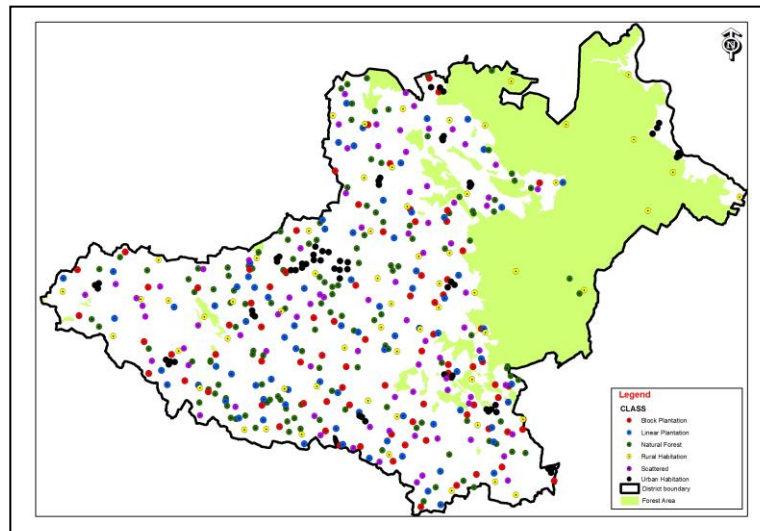 N
Legend
CLASS
Block Plantation
Linear Plantation
Natural Forest
Rural Habitation
Scattered
Urban Habitation
District boundary
Forest Area